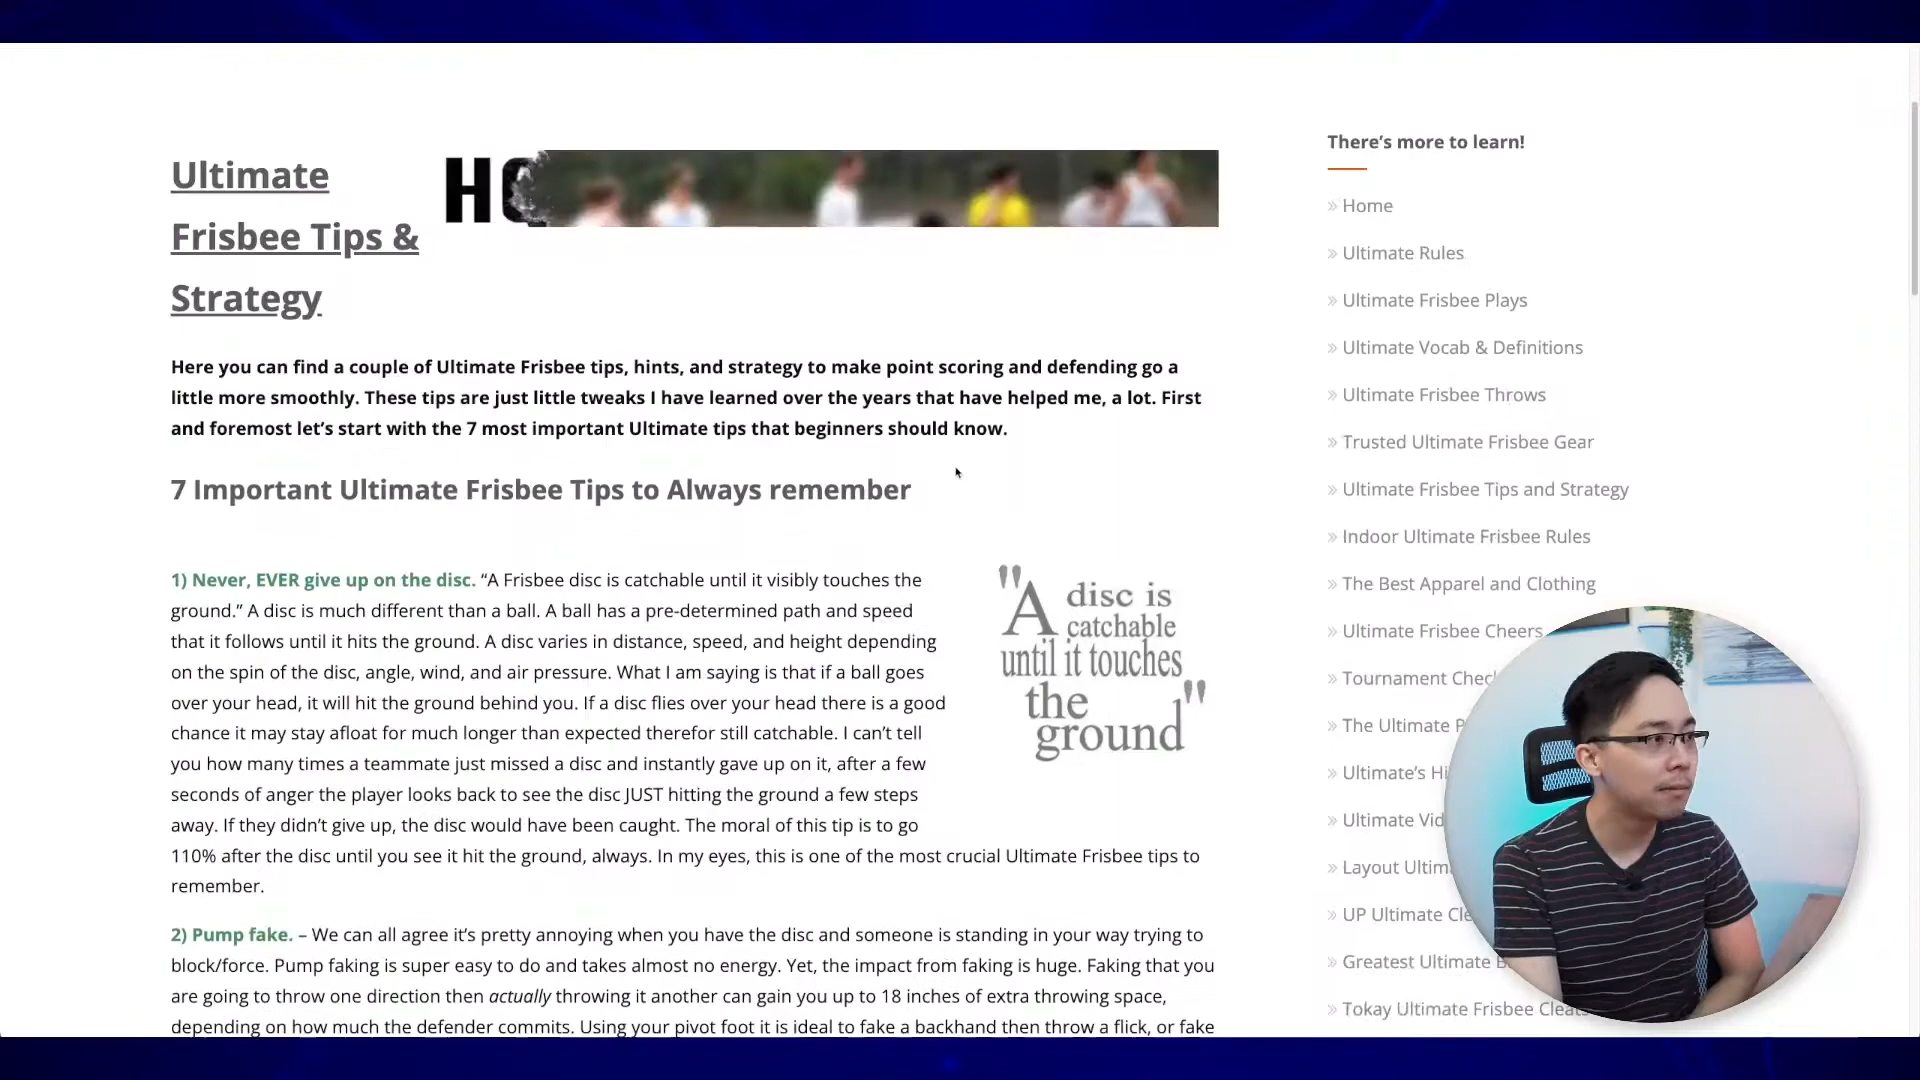 Ultimate
Frisbee Tips &
Strategy
Here you can find a couple of Ultimate Frisbee tips, hints, and strategy to make point scoring and defending go a
little more smoothly. These tips are just little tweaks I have learned over the years that have helped me, a lot. First
and foremost let’s start with the 7 most important Ultimate tips that beginners should know.
7 Important Ultimate Frisbee Tips to Always remember
1) Never, EVER give up on the disc. “A Frisbee disc is catchable until it visibly touches the
ground.” A disc is much different than a ball. A ball has a pre-determined path and speed
that it follows until it hits the ground. A disc varies in distance, speed, and height depending
on the spin of the disc, angle, wind, and air pressure. What I am saying is that if a ball goes
over your head, it will hit the ground behind you. If a disc flies over your head there is a good
chance it may stay afloat for much longer than expected therefor still catchable. I can’t tell
you how many times a teammate just missed a disc and instantly gave up on it, after a few
seconds of anger the player looks back to see the disc JUST hitting the ground a few steps
away. If they didn’t give up, the disc would have been caught. The moral of this tip is to go
110% after the disc until you see it hit the ground, always. In my eyes, this is one of the most crucial Ultimate Frisbee tips to
remember.
"A disc is
catchable
until it touches
the
ground"
2) Pump fake. – We can all agree it’s pretty annoying when you have the disc and someone is standing in your way trying to
block/force. Pump faking is super easy to do and takes almost no energy. Yet, the impact from faking is huge. Faking that you
are going to throw one direction then actually throwing it another can gain you up to 18 inches of extra throwing space,
depending on how much the defender commits. Using your pivot foot it is ideal to fake a backhand then throw a flick, or fake
There’s more to learn!
» Home
» Ultimate Rules
» Ultimate Frisbee Plays
» Ultimate Vocab & Definitions
» Ultimate Frisbee Throws
» Trusted Ultimate Frisbee Gear
» Ultimate Frisbee Tips and Strategy
» Indoor Ultimate Frisbee Rules
» The Best Apparel and Clothing
» Ultimate Frisbee Cheers
» Tournament
» The Ultimate
» Ultimate’s
» Ultimate
» Layout
» UP Ultimate
» Greatest Ultimate
» Tokay Ultimate Frisbee Cleats